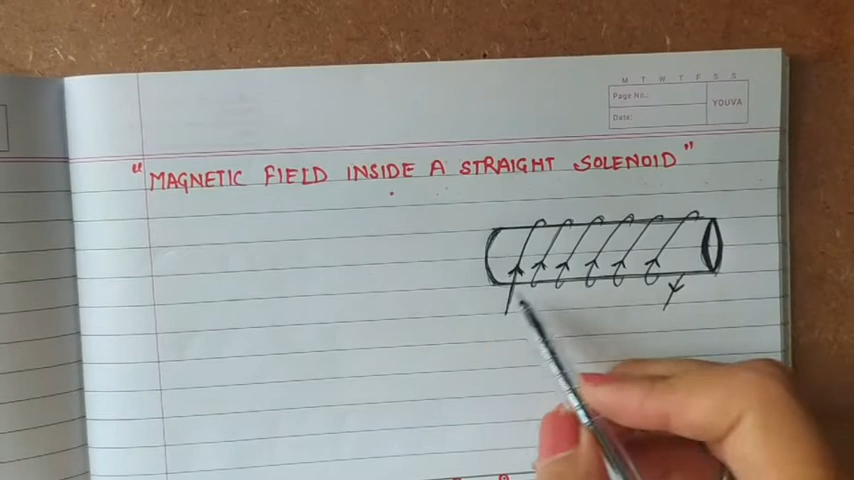 M T W T F S S
Page No.:
Date:
YOUVA
"MAGNETIC FIELD INSIDE A STRAIGHT SOLENOID"